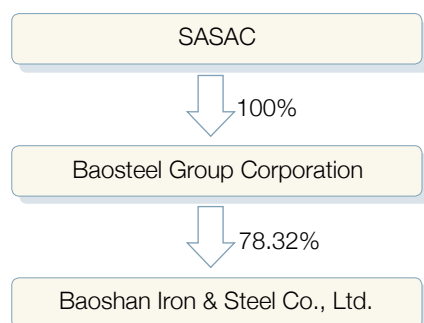 SASAC
100%
Baosteel Group Corporation
78.32%
Baoshan Iron & Steel Co., Ltd.